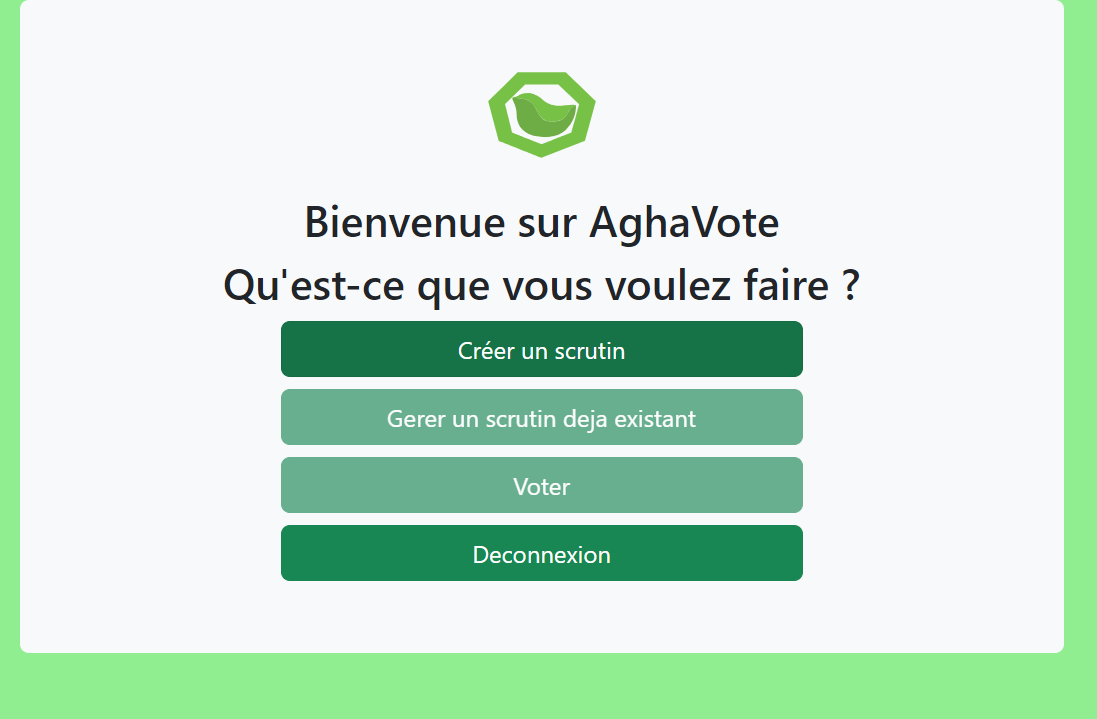 Bienvenue sur AghaVote
Qu'est-ce que vous voulez faire ?
Créer un scrutin
Gerer un scrutin deja existant
Voter
Deconnexion